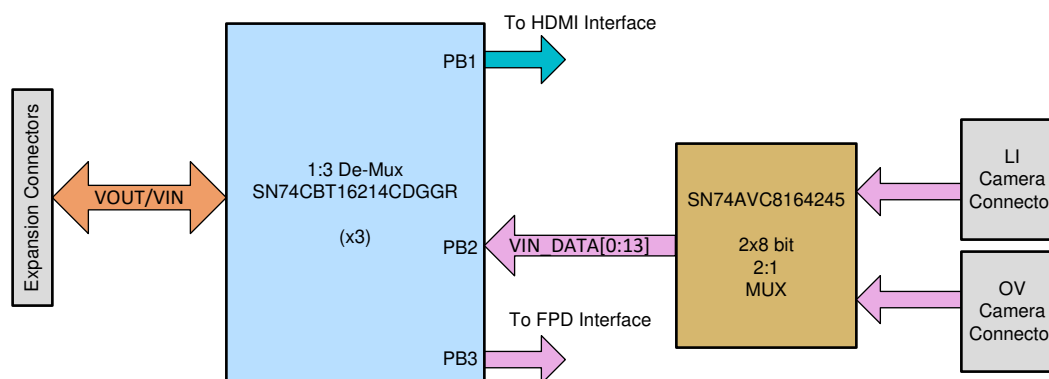 To HDMI Interface
PB1
Expansion Connectors
VOUT/VIN
1:3 De-Mux
SN74CBT16214CDGGR
(x3)
PB2
VIN_DATA[0:13]
SN74AVC8164245
2x8 bit
2:1
MUX
LI
Camera
Connecto
OV
Camera
Connecto
To FPD Interface
PB3